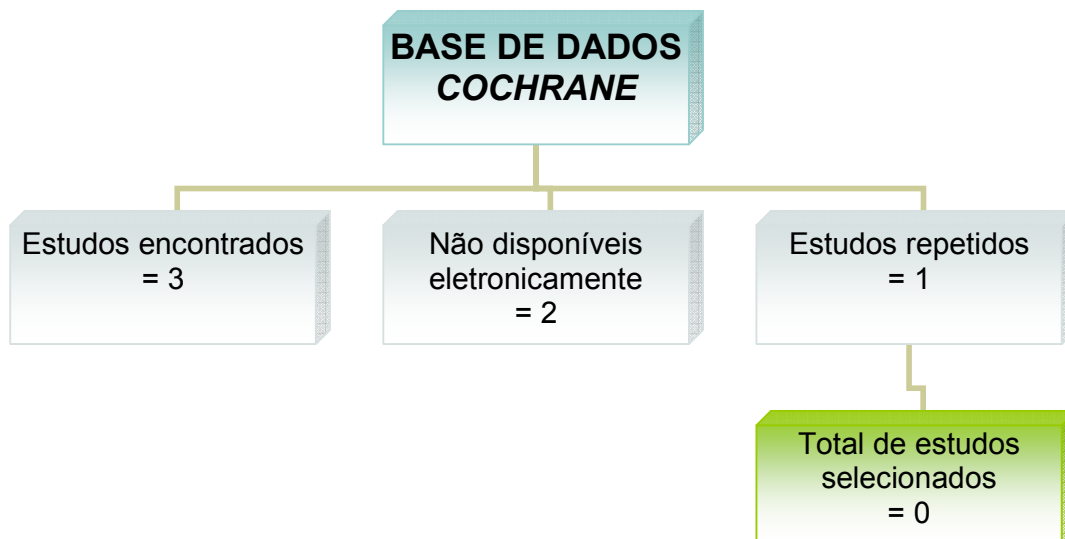 BASE DE DADOS
COCHRANE
Estudos encontrados
= 3
Não disponíveis
eletronicamente
= 2
Estudos repetidos
= 1
Total de estudos
selecionados
= 0